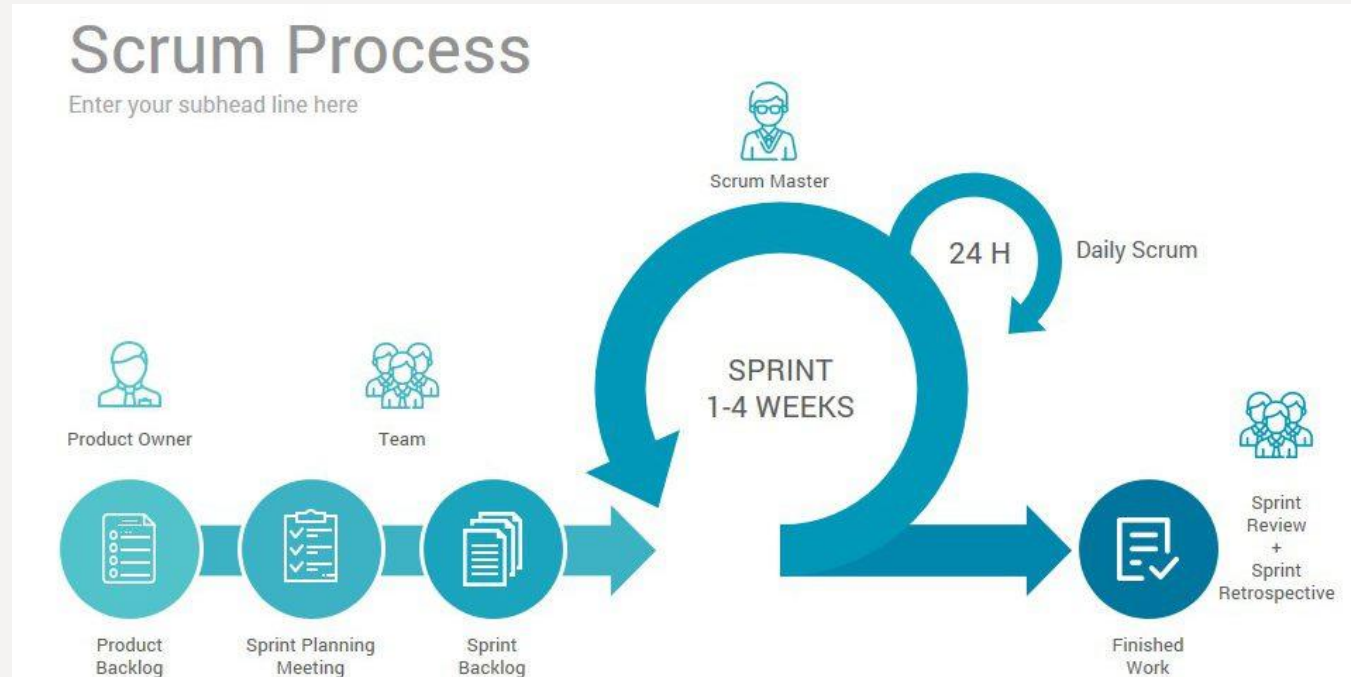 Scrum Process
Enter your subhead line here
Scrum Master
24 H
Daily Scrum
SPRINT
1-4 WEEKS
Product Owner
Team
Product
Backlog
Sprint Planning
Meeting
Sprint
Backlog
Finished
Work
Sprint
Review
+
Sprint
Retrospective